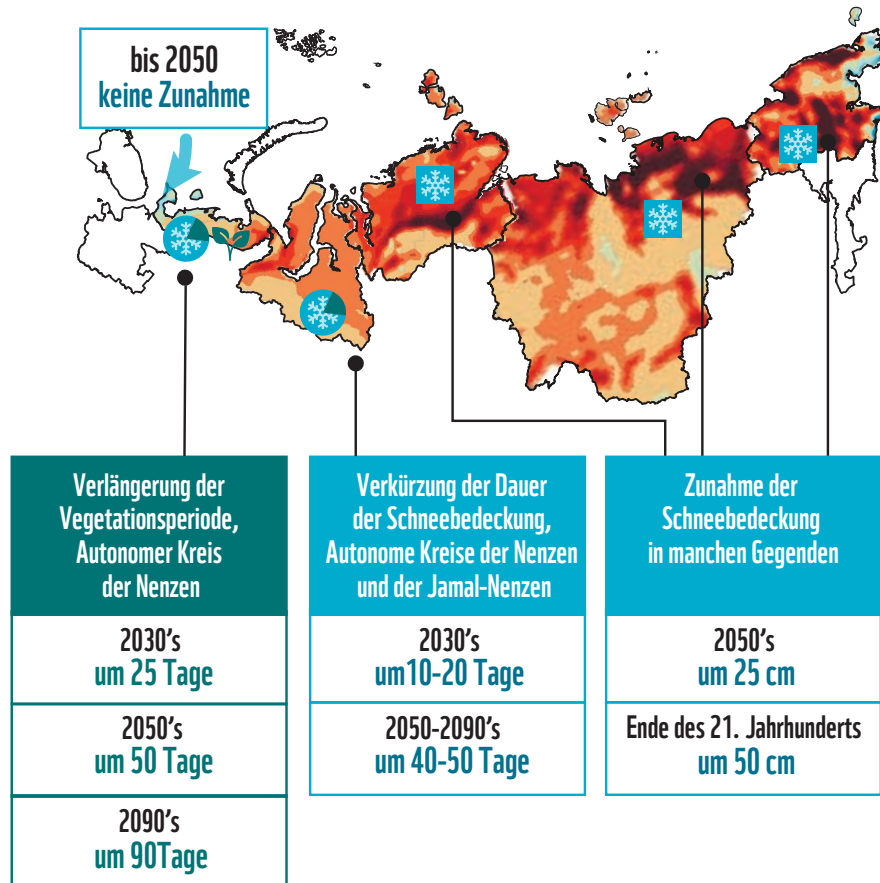 bis 2050
keine Zunahme
Verlängerung der
Vegetationsperiode,
Autonomer Kreis
der Nenzen
2030's
um 25 Tage
2050's
um 50 Tage
2090's
um 90Tage
Verkürzung der Dauer
der Schneebedeckung,
Autonome Kreise der Nenzen
und der Jamal-Nenzen
2030's
um10-20 Tage
2050-2090's
um 40-50 Tage
Zunahme der
Schneebedeckung
in manchen Gegenden
2050's
um 25 cm
Ende des 21. Jahrhunderts
um 50 cm